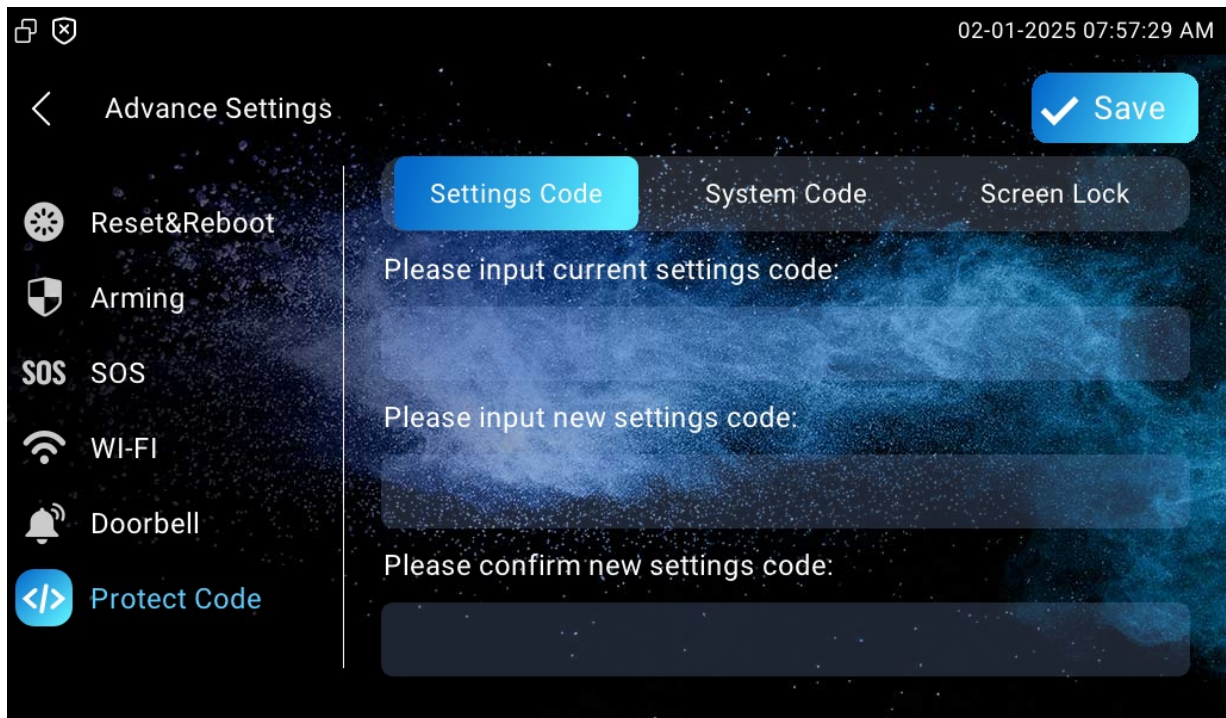 02-01-2025 07:57:29 AM
Advance Settings
Save
Reset&Reboot
Arming
SOS SOS
WI-FI
Doorbell
</> Protect Code
Settings Code System Code Screen Lock
Please input current settings code:
Please input new settings code:
Please confirm new settings code: